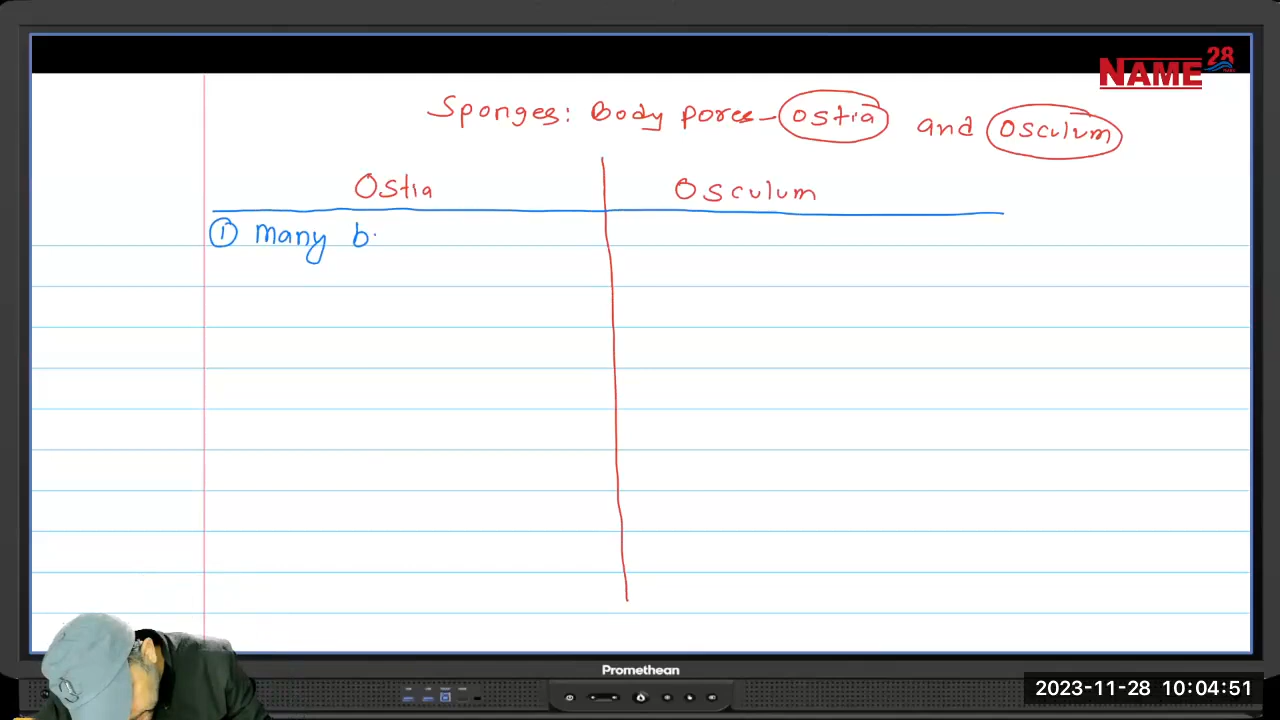 28
NAME
Sponges: Body pores - Ostia and Osculum
Ostia Osculum
① Many b
Promethean
2023-11-28 10:04:51